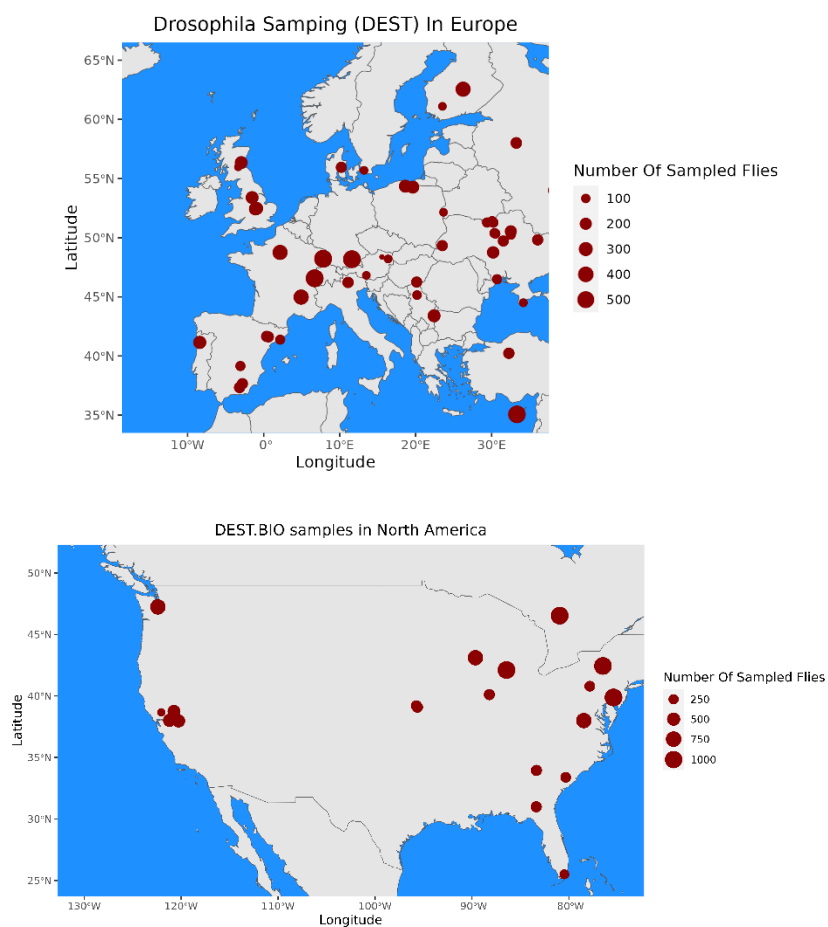 Drosophila Samping (DEST) In Europe
65°N
60°N
55°N
50°N
45°N
40°N
35°N
Latitude
10°W 0° 10°E 20°E 30°E
Longitude
Number Of Sampled Flies
100
200
300
400
500
DEST.BIO samples in North America
50°N
45°N
40°N
35°N
30°N
25°N
Latitude
130°W 120°W 110°W 100°W 90°W 80°W
Longitude
Number Of Sampled Flies
250
500
750
1000